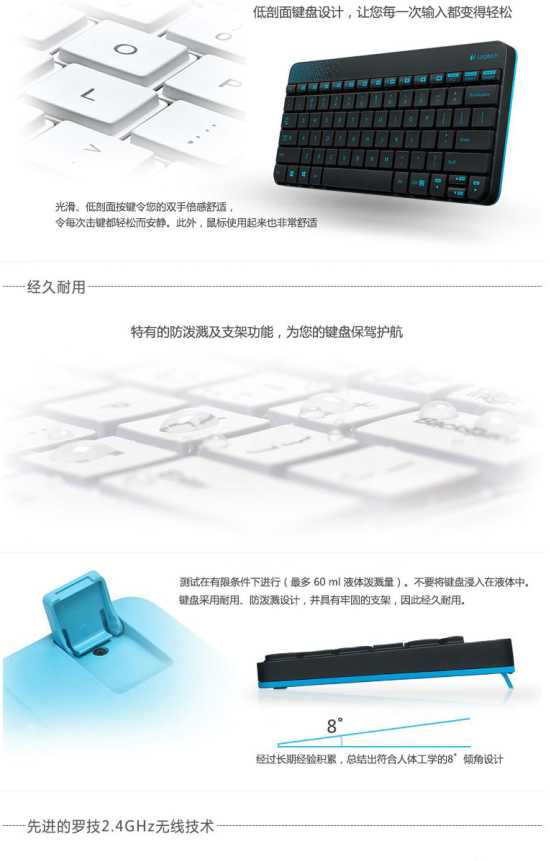 低剖面键盘设计，让您每一次输入都变得轻松
Logitech
O
L
P
V
光滑、低剖面按键令您的双手倍感舒适，
令每次击键都轻松而安静。此外，鼠标使用起来也非常舒适
经久耐用
特有的防泼溅及支架功能，为您的键盘保驾护航
测试在有限条件下进行（最多 60 ml 液体泼溅量）。不要将键盘浸入在液体中。
键盘采用耐用、防泼溅设计，并具有牢固的支架，因此经久耐用。
8°
经过长期经验积累，总结出符合人体工学的8°倾角设计
先进的罗技2.4GHz无线技术